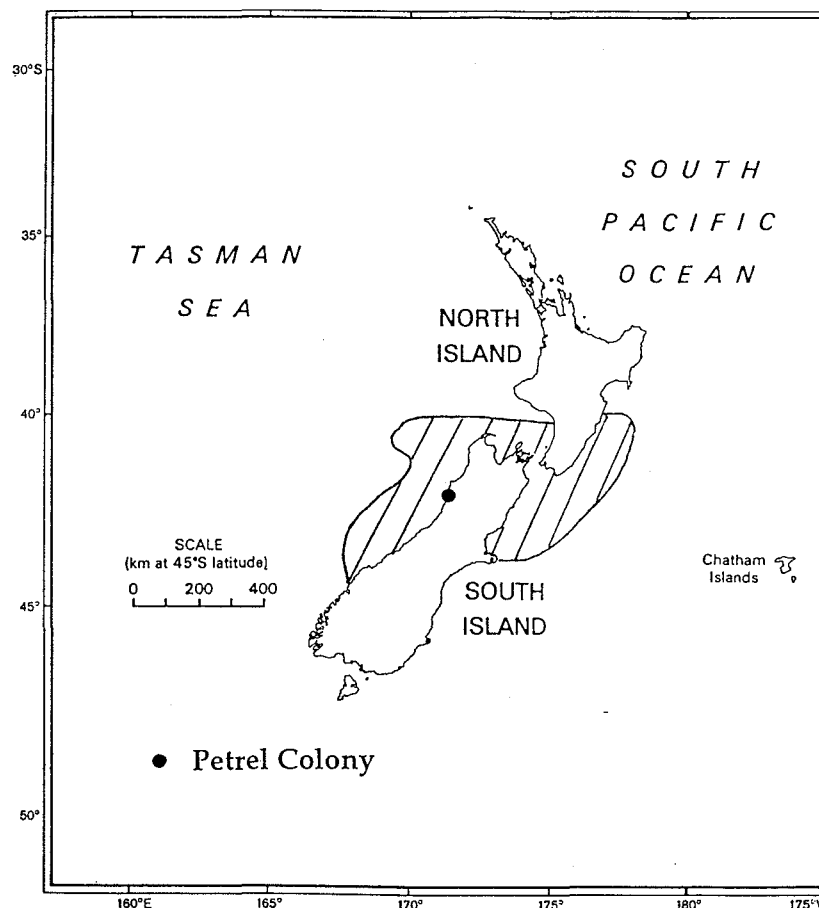 30°S
SOUTH
PACIFIC
OCEAN
35°
TASMAN
SEA
NORTH
ISLAND
40°
SCALE
(km at 45°S latitude)
0 200 400
Chatham
Islands
45°
SOUTH
ISLAND
Petrel Colony
50°
160°E 165° 170° 175° 180° 175°W